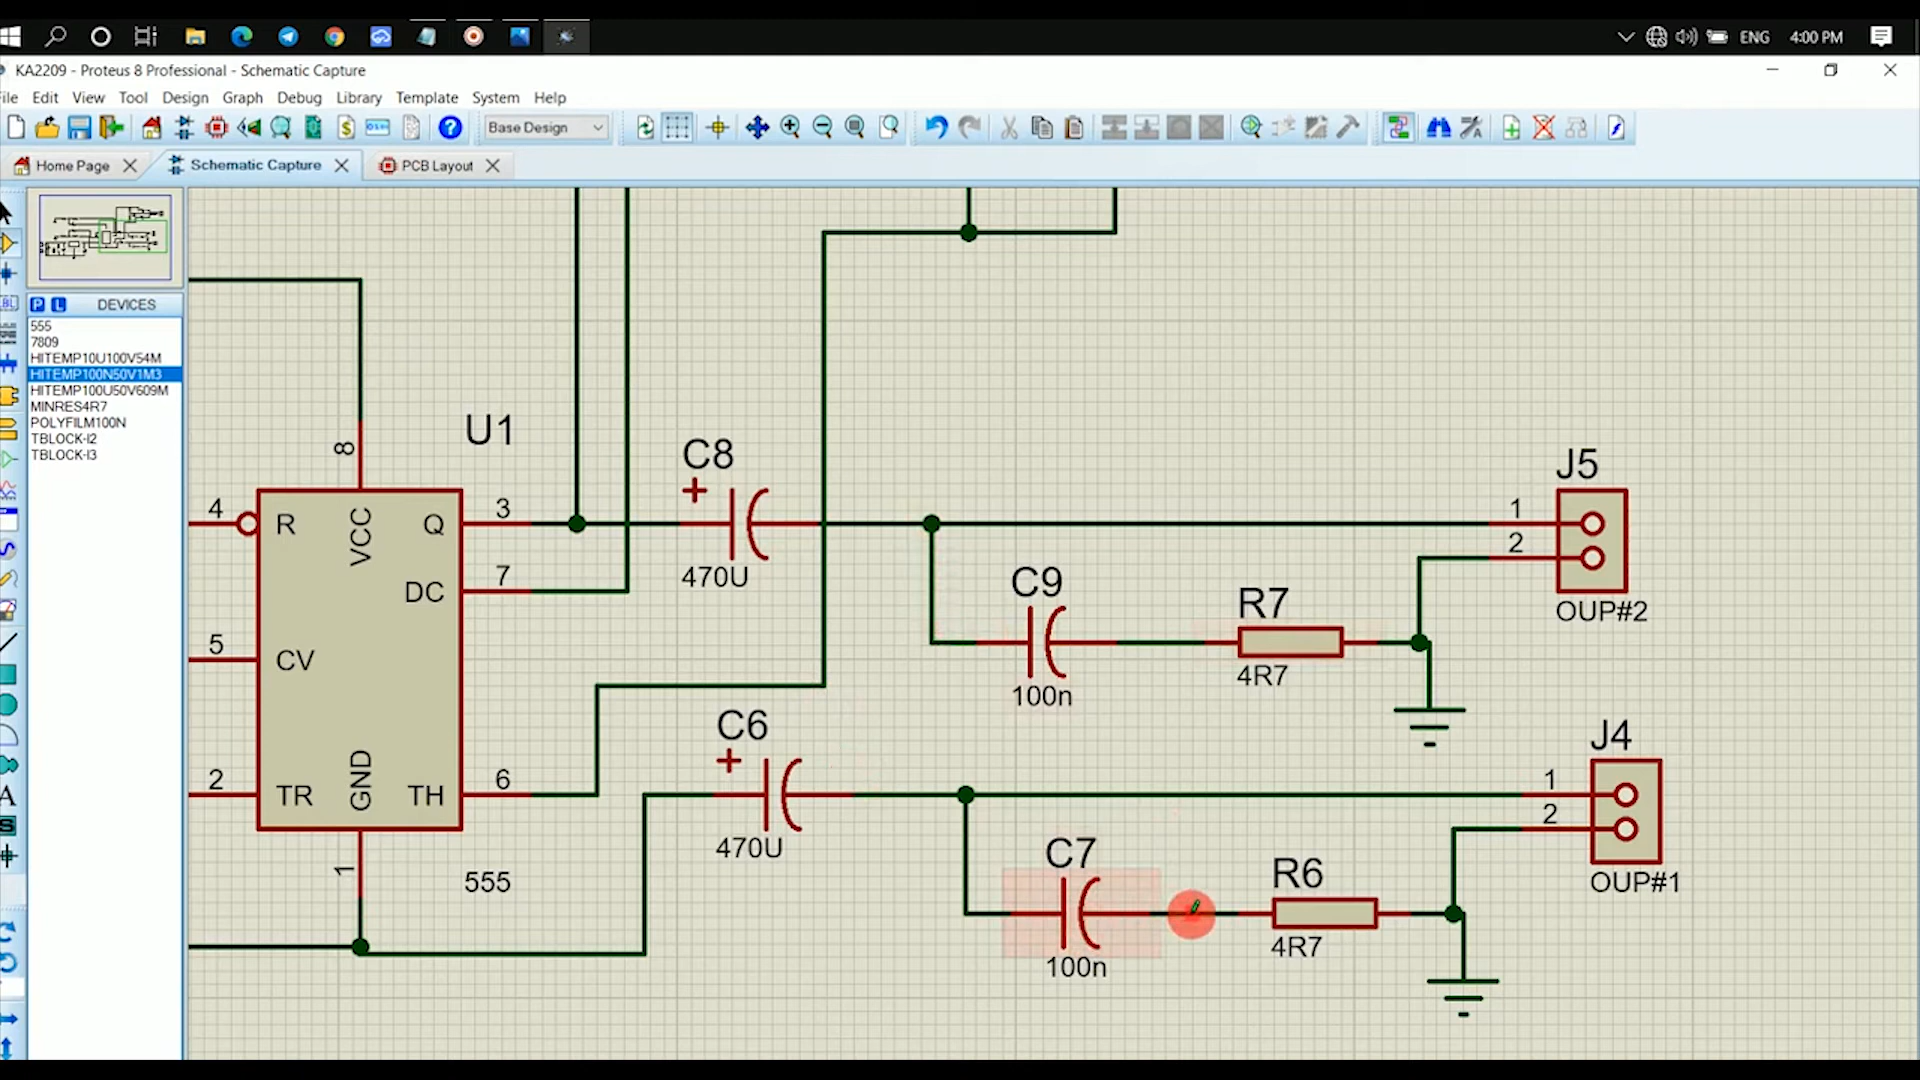 ENG
4:00 PM
KA2209 - Proteus 8 Professional - Schematic Capture
ile Edit View Tool Design Graph Debug Library Template System Help
Base Design
Home Page
Schematic Capture
PCB Layout
P L DEVICES
555
7809
HITEMP10U100V54M
HITEMP100N50V1M3
HITEMP100U50V609M
MINRES4R7
POLYFILM100N
TBLOCK-I2
TBLOCK-I3
A
S
U1
8
4
R
VCC
Q
3
DC
7
5
CV
2
TR
GND
TH
6
1
555
C8
+
470U
C9
100n
R7
4R7
J5
1
2
OUP#2
C6
+
470U
C7
100n
R6
4R7
J4
1
2
OUP#1